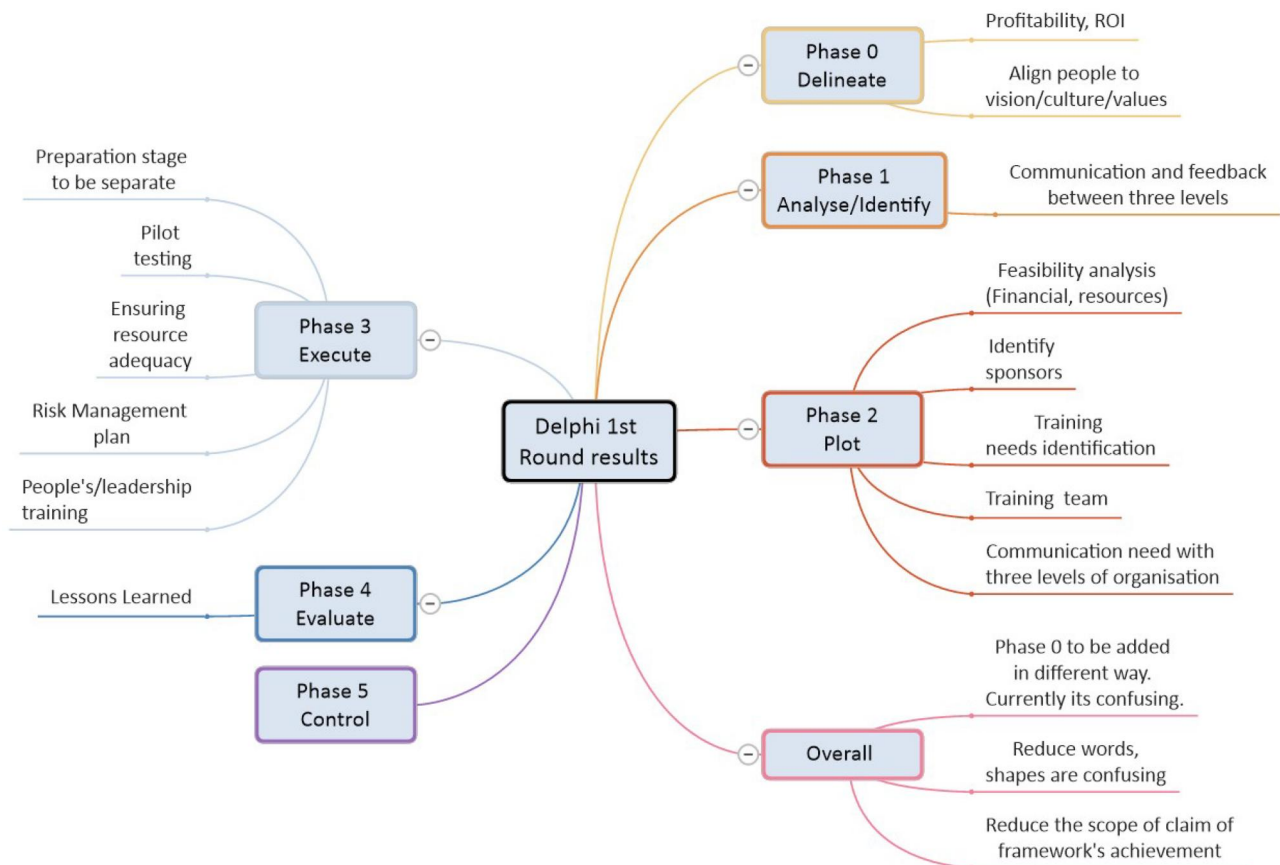 Delphi 1st
Round results
Phase 0
Delineate
Profitability, ROI
Align people to
vision/culture/values
Phase 1
Analyse/Identify
Communication and feedback
between three levels
Phase 2
Plot
Feasibility analysis
(Financial, resources)
Identify
sponsors
Training
needs identification
Training team
Communication need with
three levels of organisation
Overall
Phase 0 to be added
in different way.
Currently its confusing.
Reduce words,
shapes are confusing
Reduce the scope of claim of
framework's achievement
Phase 3
Execute
Preparation stage
to be separate
Pilot
testing
Ensuring
resource
adequacy
Risk Management
plan
People's/leadership
training
Phase 4
Evaluate
Lessons Learned
Phase 5
Control